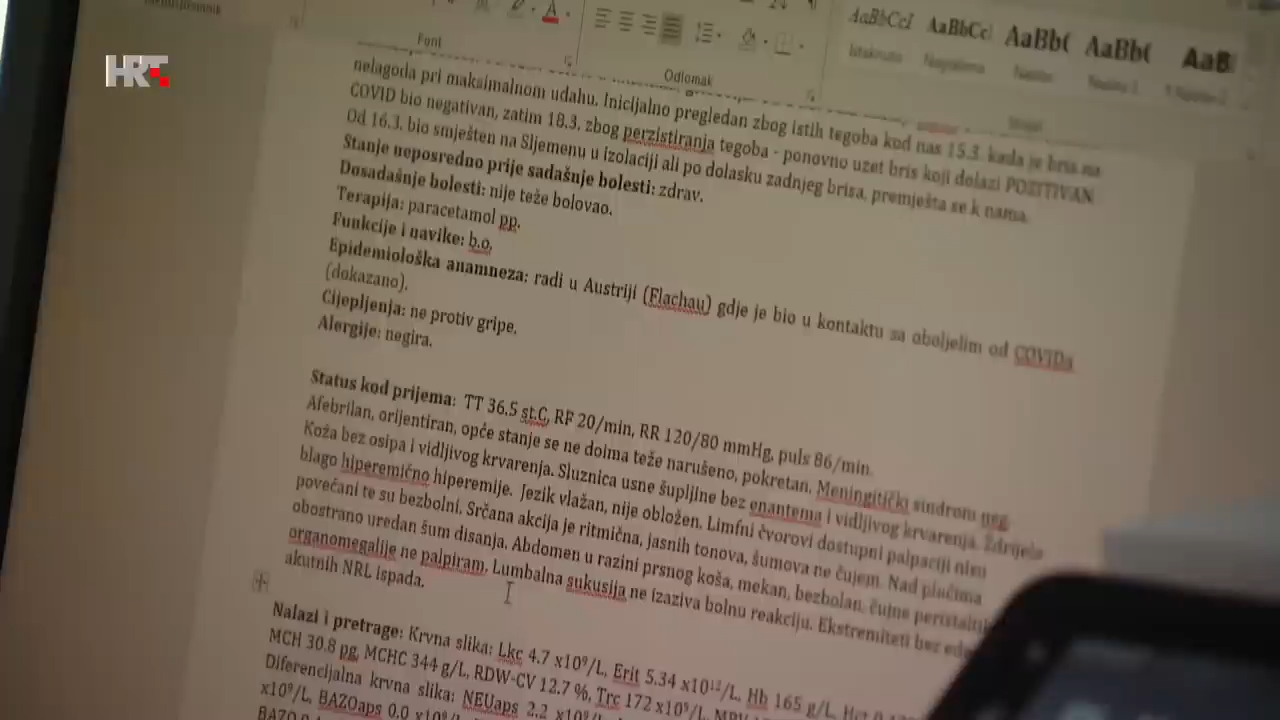 HRT
Font
Odlomak
AaBbCcI AaBbCcI AaBb( AaBb( AaB
nelagoda pri maksimalnom udahu. Inicijalno pregledan zbog istih tegoba kod nas 15.3. kada je bris na
COVID bio negativan, zatim 18.3. zbog perzistiranja tegoba - ponovno uzet bris koji dolazi POZITIVAN
Od 16.3. bio smješten na Sljemenu u izolaciji ali po dolasku zadnjeg brisa, premješta se k nama.
Stanje neposredno prije sadašnje bolesti: zdrav.
Dosadašnje bolesti: nije teže bolovao.
Terapija: paracetamol pp.
Funkcije i navike: b.o.
Epidemiološka anamneza: radi u Austriji (Flachau) gdje je bio u kontaktu sa oboljelim od COVIDa
(dokazano).
Cijepljenja: ne protiv gripe.
Alergije: negira.
Status kod prijema: TT 36.5 st.C, RF 20/min, RR 120/80 mmHg, puls 86/min.
Afebrilan, orijentiran, opće stanje se ne doima teže narušeno, pokretan. Meningitički sindrom neg
Koža bez osipa i vidljivog krvarenja. Sluznica usne šupljine bez enantema i vidljivog krvarenja. Ždrijelo
blago hiperemično hiperemije. Jezik vlažan, nije obložen. Limfni čvorovi dostupni palpaciji nisu
povećani te su bezbolni. Srčana akcija je ritmična, jasnih tonova, šumova ne čujem. Nad plućima
obostrano uredan šum disanja. Abdomen u razini prsnog koša, mekan, bezbolan, čujne peristaltik
organomegalije ne palpiram. Lumbalna sukusija ne izaziva bolnu reakciju. Ekstremiteti bez ede
akutnih NRL ispada.
Nalazi i pretrage: Krvna slika: Lkc 4.7 x10⁹/L, Erit 5.34 x10¹²/L, Hb 165 g/L, Hct
MCH 30.8 pg, MCHC 344 g/L, RDW-CV 12.7 %, Trc 172 x10⁹/L, MPV
Diferencijalna krvna slika: NEUaps 2.2 x10⁹/L
x10⁹/L, BAZOaps 0.0 x10⁹/L